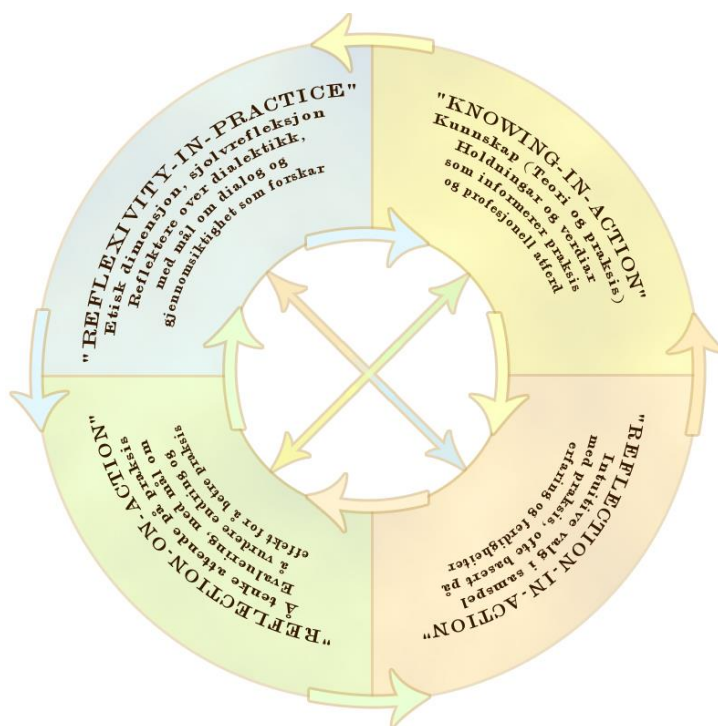 "REFLEXIVITY-IN-PRACTICE"
Etisk dimensjon, sjølvrefleksjon
Reflektere over dialektikk,
med mål om dialog og
gjennomsiktighet som forskar
"KNOWING-IN-ACTION"
Kunnskap (Teori og praksis)
Holdningar og verdiar
som informerer praksis
og profesjonell atferd
"REFLECTION-IN-ACTION"
Intuitive valg i samspel
med praksis, ofte basert på
erfaring og ferdigheiter
"REFLECTION-ON-ACTION"
Å tenke attende på praksis
Evaluering, med mål om
å vurdere endring og
effekt for å betre praksis